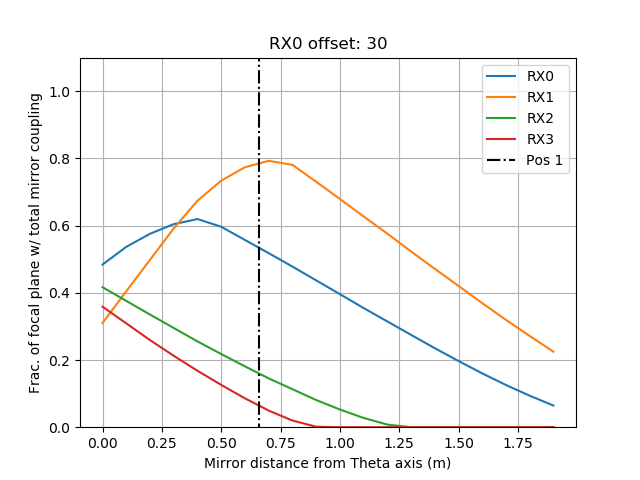 RX0 offset: 30
Frac. of focal plane w/ total mirror coupling
1.0
0.8
0.6
0.4
0.2
0.0
RX0
RX1
RX2
RX3
Pos 1
0.00 0.25 0.50 0.75 1.00 1.25 1.50 1.75
Mirror distance from Theta axis (m)